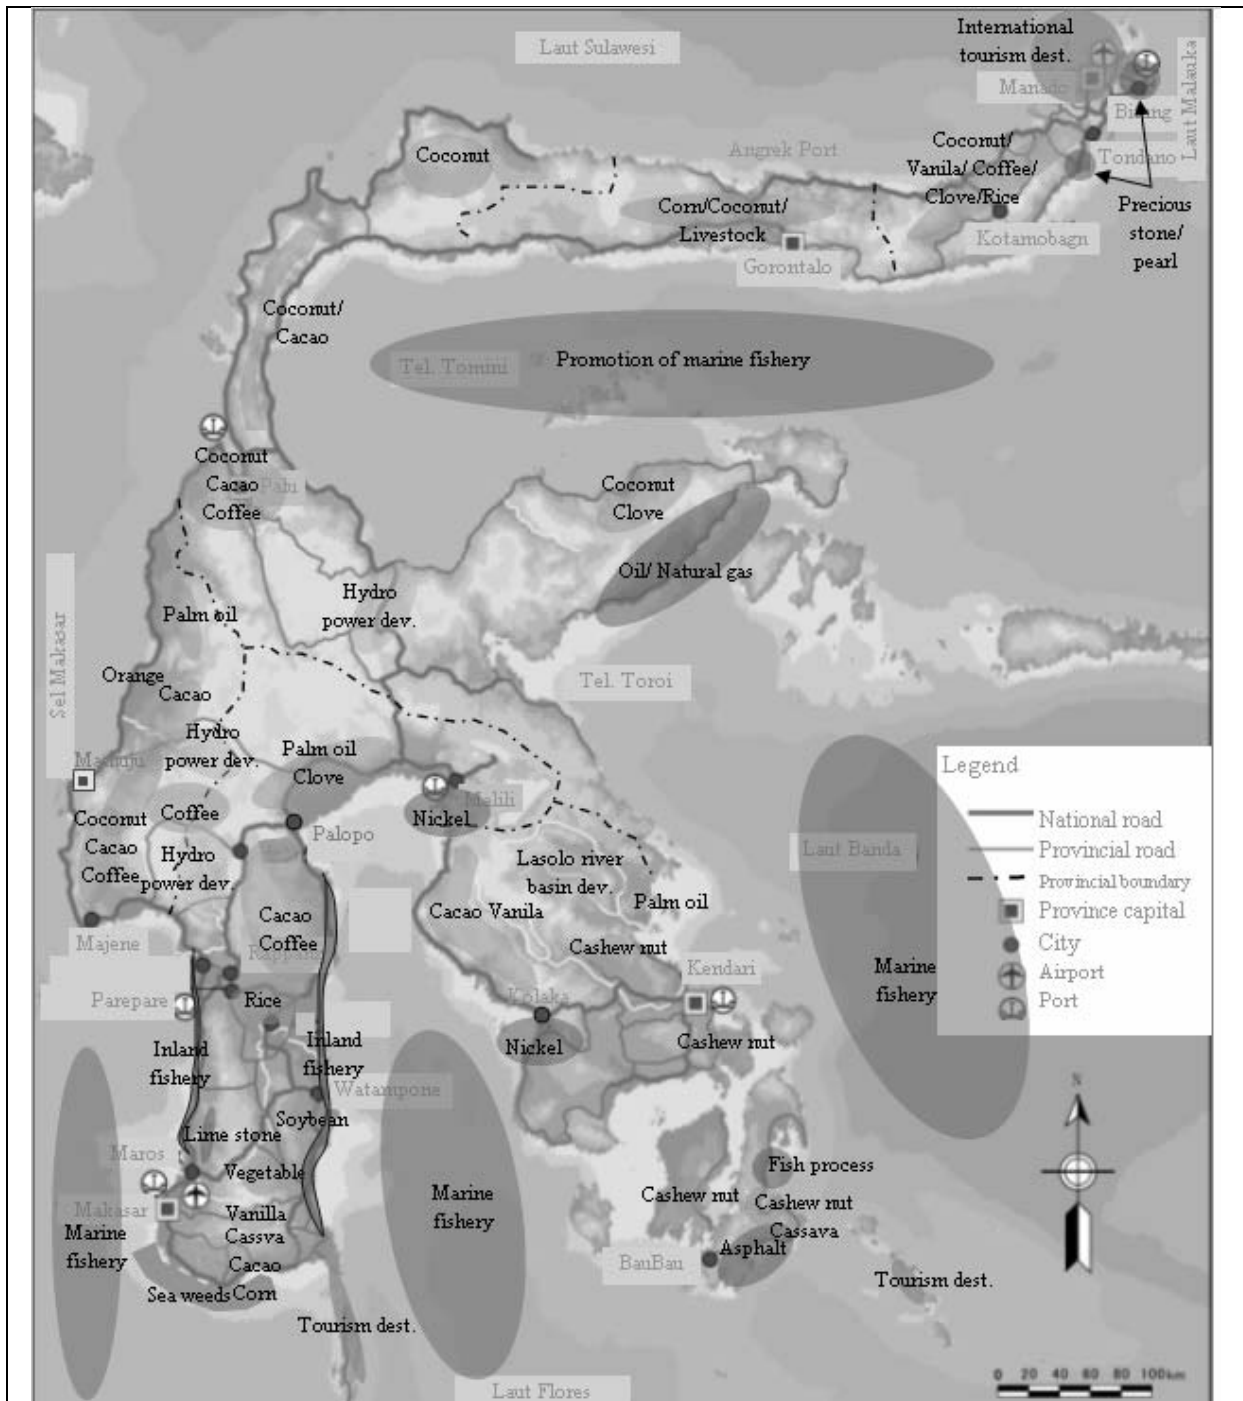 International
tourism dest.
Laut Sulawesi
Laut Malauka
Manado
Bitung
Coconut
Angrek Port
Coconut/
Vanila/ Coffee/
Clove/Rice
Tondano
Corn/Coconut/
Livestock
Precious
stone/
pearl
Kotamobagn
Gorontalo
Coconut/
Cacao
Tel. Tomini
Promotion of marine fishery
Coconut
Cacao
Coffee
Palu
Coconut
Clove
Oil/ Natural gas
Hydro
power dev.
Palm oil
Sel Makasar
Orange
Cacao
Tel. Toroi
Hydro
power dev.
Palm oil
Clove
Mamuju
Malili
Nickel
Coffee
Coconut
Cacao
Coffee
Palopo
Hydro
power dev.
Lasolo river
basin dev.
Palm oil
Laut Banda
Cacao Vanila
Cacao
Coffee
Cashew nut
Majene
Rappang
Kendari
Marine
fishery
Parepare
Rice
Kolaka
Inland
fishery
Inland
fishery
Nickel
Cashew nut
Watampone
Soybean
Lime stone
Maros
Vegetable
Fish process
Makasar
Vanilla
Cassva
Marine
fishery
Marine
fishery
Cashew nut
Cashew nut
Cassava
Cacao
Corn
Sea weeds
BauBau
Asphalt
Tourism dest.
Tourism dest.
Laut Flores
Legend
National road
Provincial road
Provincial boundary
Province capital
City
Airport
Port
N
0 20 40 60 80 100km